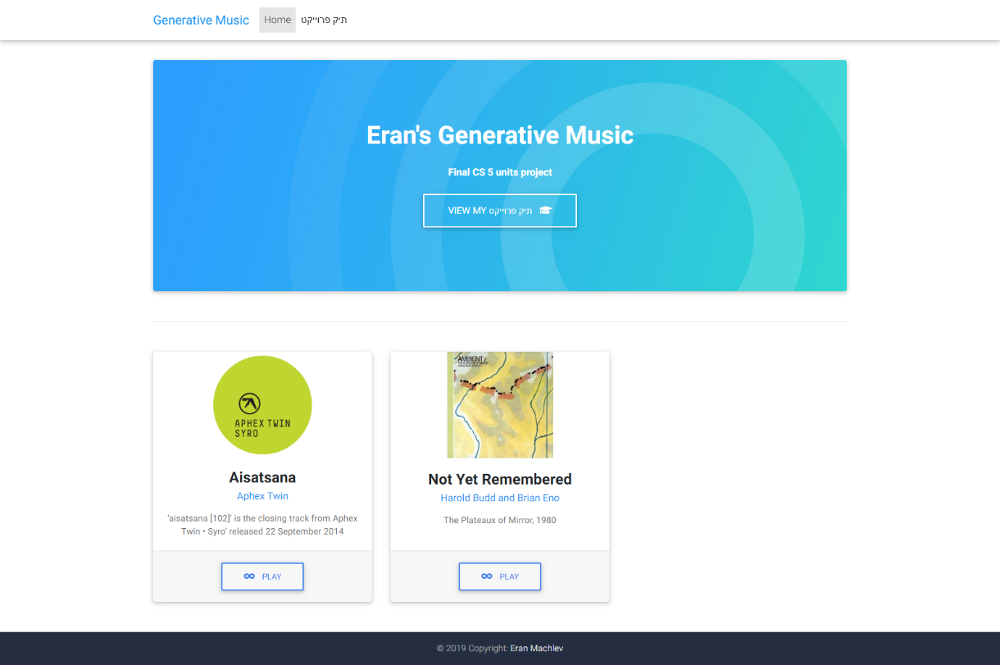 Generative Music
Home
תיק פרוייקט
Eran's Generative Music
Final CS 5 units project
VIEW MY תיק פרוייקט
APHEX TWIN
SYRO
Aisatsana
Aphex Twin
'aisatsana [102]' is the closing track from Aphex
Twin • Syro' released 22 September 2014
PLAY
AMBIENT 2
Not Yet Remembered
Harold Budd and Brian Eno
The Plateaux of Mirror, 1980
PLAY
© 2019 Copyright: Eran Machlev